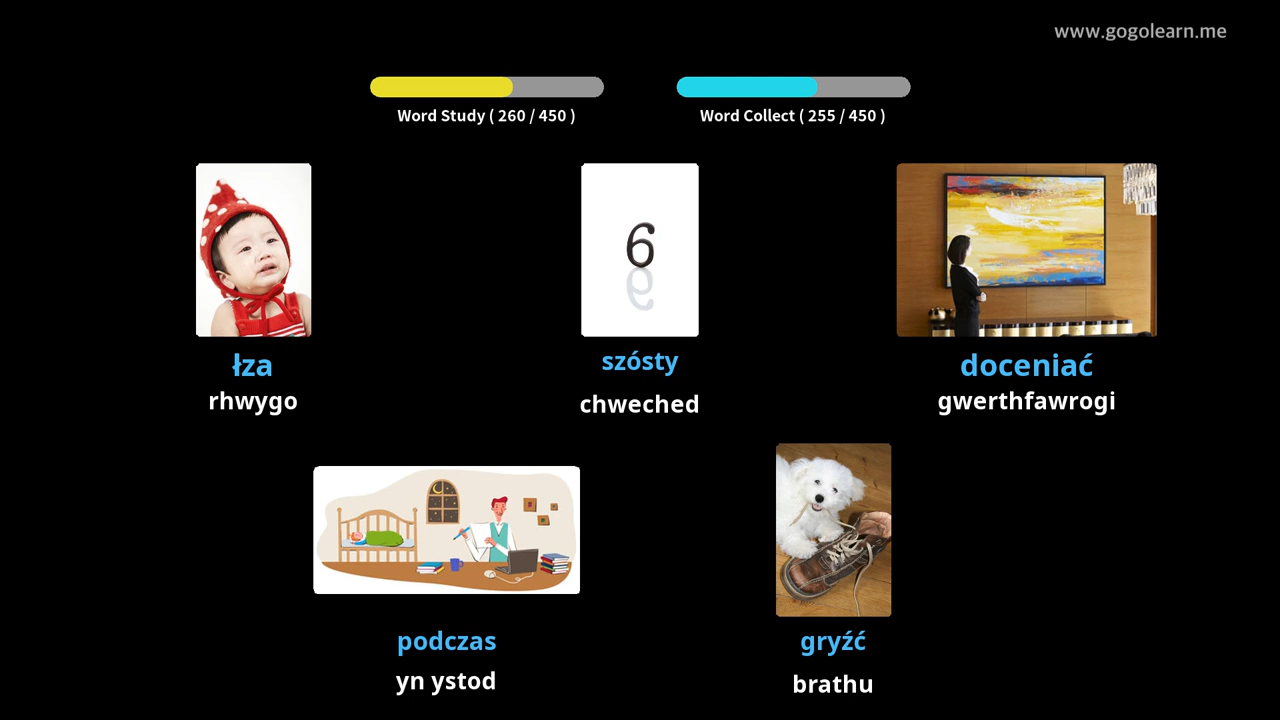 www.gogolearn.me
Word Study ( 260 / 450 )
Word Collect ( 255 / 450 )
łza
rhwygo
szósty
chweched
doceniać
gwerthfawrogi
6
podczas
yn ystod
gryźć
brathu